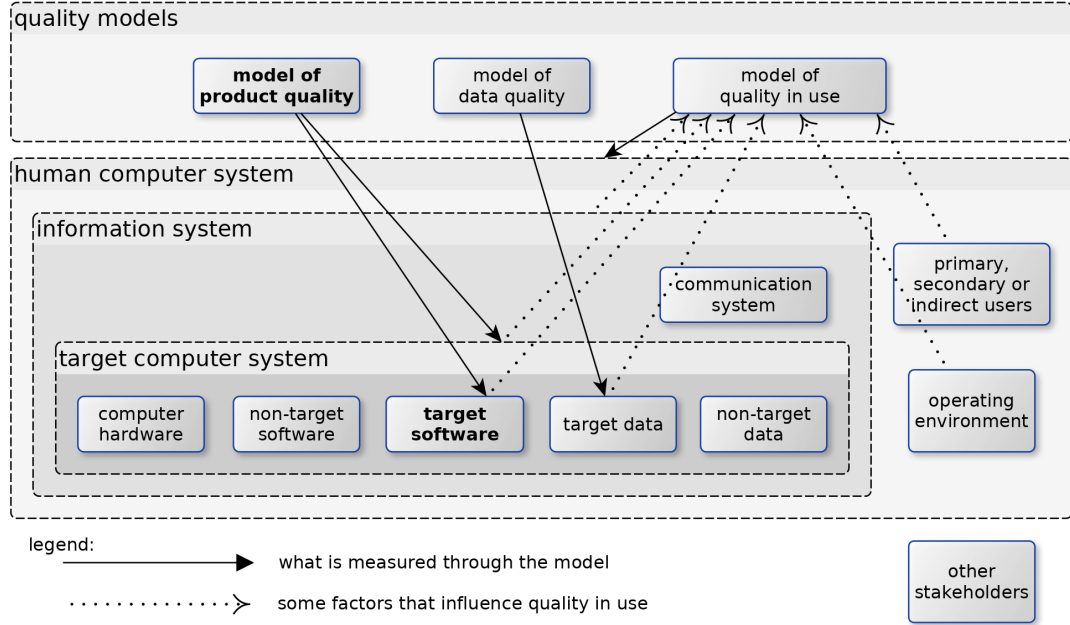 quality models
model of
product quality
model of
data quality
model of
quality in use
human computer system
information system
primary,
secondary or
indirect users
communication
system
target computer system
operating
environment
computer
hardware
non-target
software
target
software
target data
non-target
data
legend:
what is measured through the model
some factors that influence quality in use
other
stakeholders